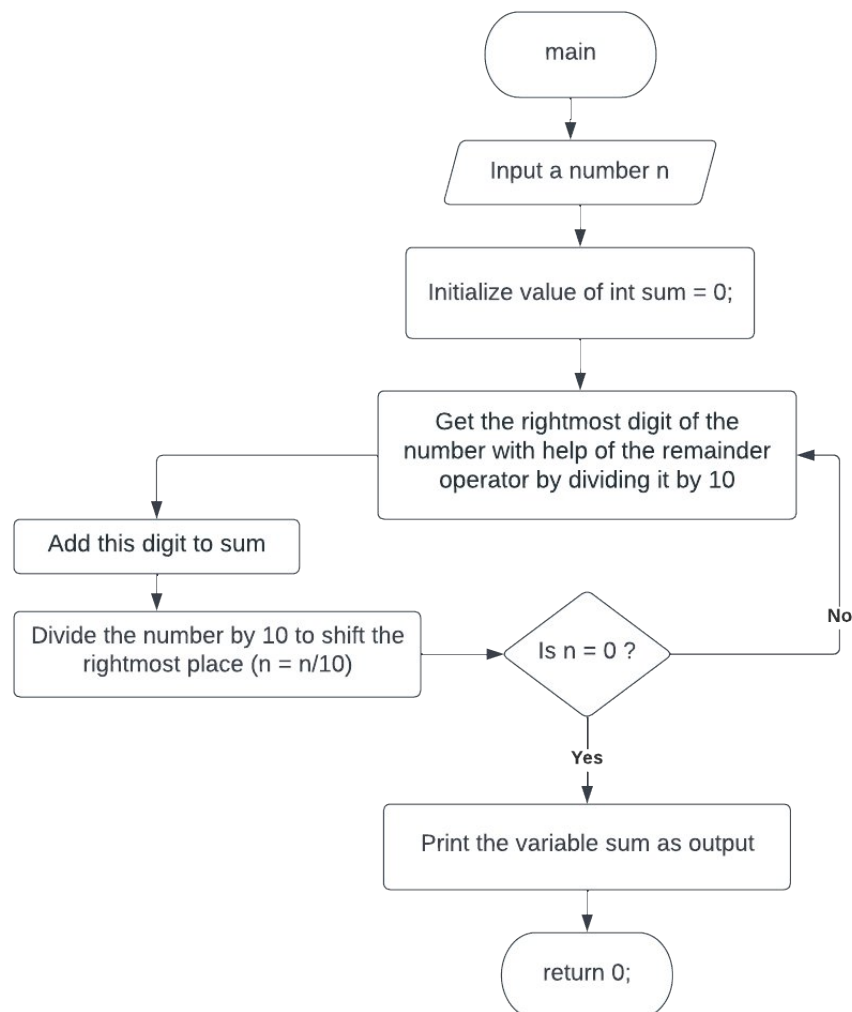 main
Input a number n
Initialize value of int sum = 0;
Get the rightmost digit of the
number with help of the remainder
operator by dividing it by 10
Add this digit to sum
Divide the number by 10 to shift the
rightmost place (n = n/10)
Is n = 0 ?
No
Yes
Print the variable sum as output
return 0;